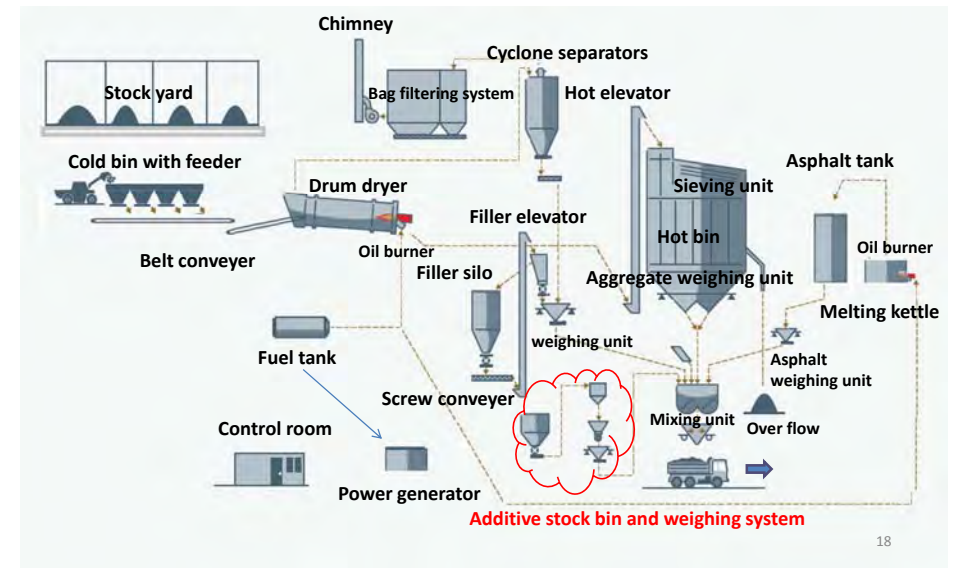 Chimney
Cyclone separators
Stock yard
Bag filtering system
Hot elevator
Cold bin with feeder
Drum dryer
Sieving unit
Asphalt tank
Filler elevator
Hot bin
Oil burner
Oil burner
Belt conveyer
Filler silo
Aggregate weighing unit
Melting kettle
weighing unit
Fuel tank
Asphalt
weighing unit
Screw conveyer
Mixing unit
Over flow
Control room
Power generator
Additive stock bin and weighing system
18